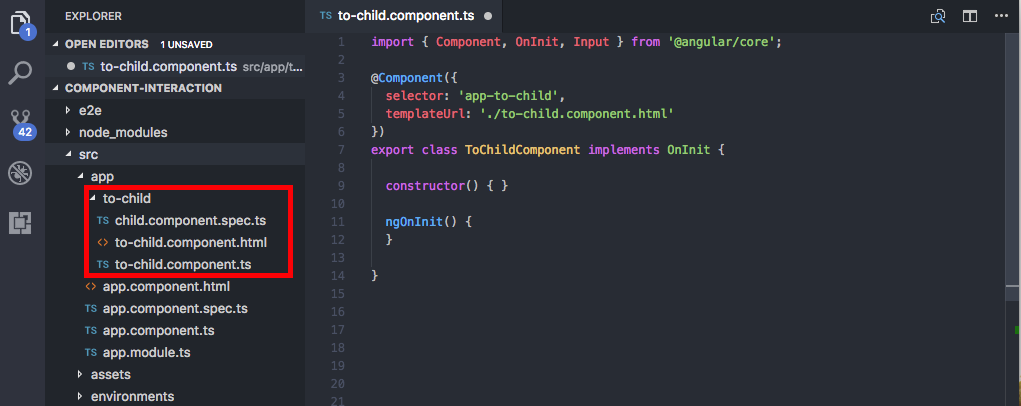 EXPLORER
OPEN EDITORS 1 UNSAVED
TS to-child.component.ts src/app/t...
COMPONENT-INTERACTION
e2e
node_modules
src
app
to-child
TS child.component.spec.ts
<> to-child.component.html
TS to-child.component.ts
<> app.component.html
TS app.component.spec.ts
TS app.component.ts
TS app.module.ts
assets
environments
1
42
TS to-child.component.ts
1 import { Component, OnInit, Input } from '@angular/core';
2
3 @Component({
4 selector: 'app-to-child',
5 templateUrl: './to-child.component.html'
6 })
7 export class ToChildComponent implements OnInit {
8
9 constructor() { }
10
11 ngOnInit() {
12 }
13
14 }
15
16
17
18
19
20
21